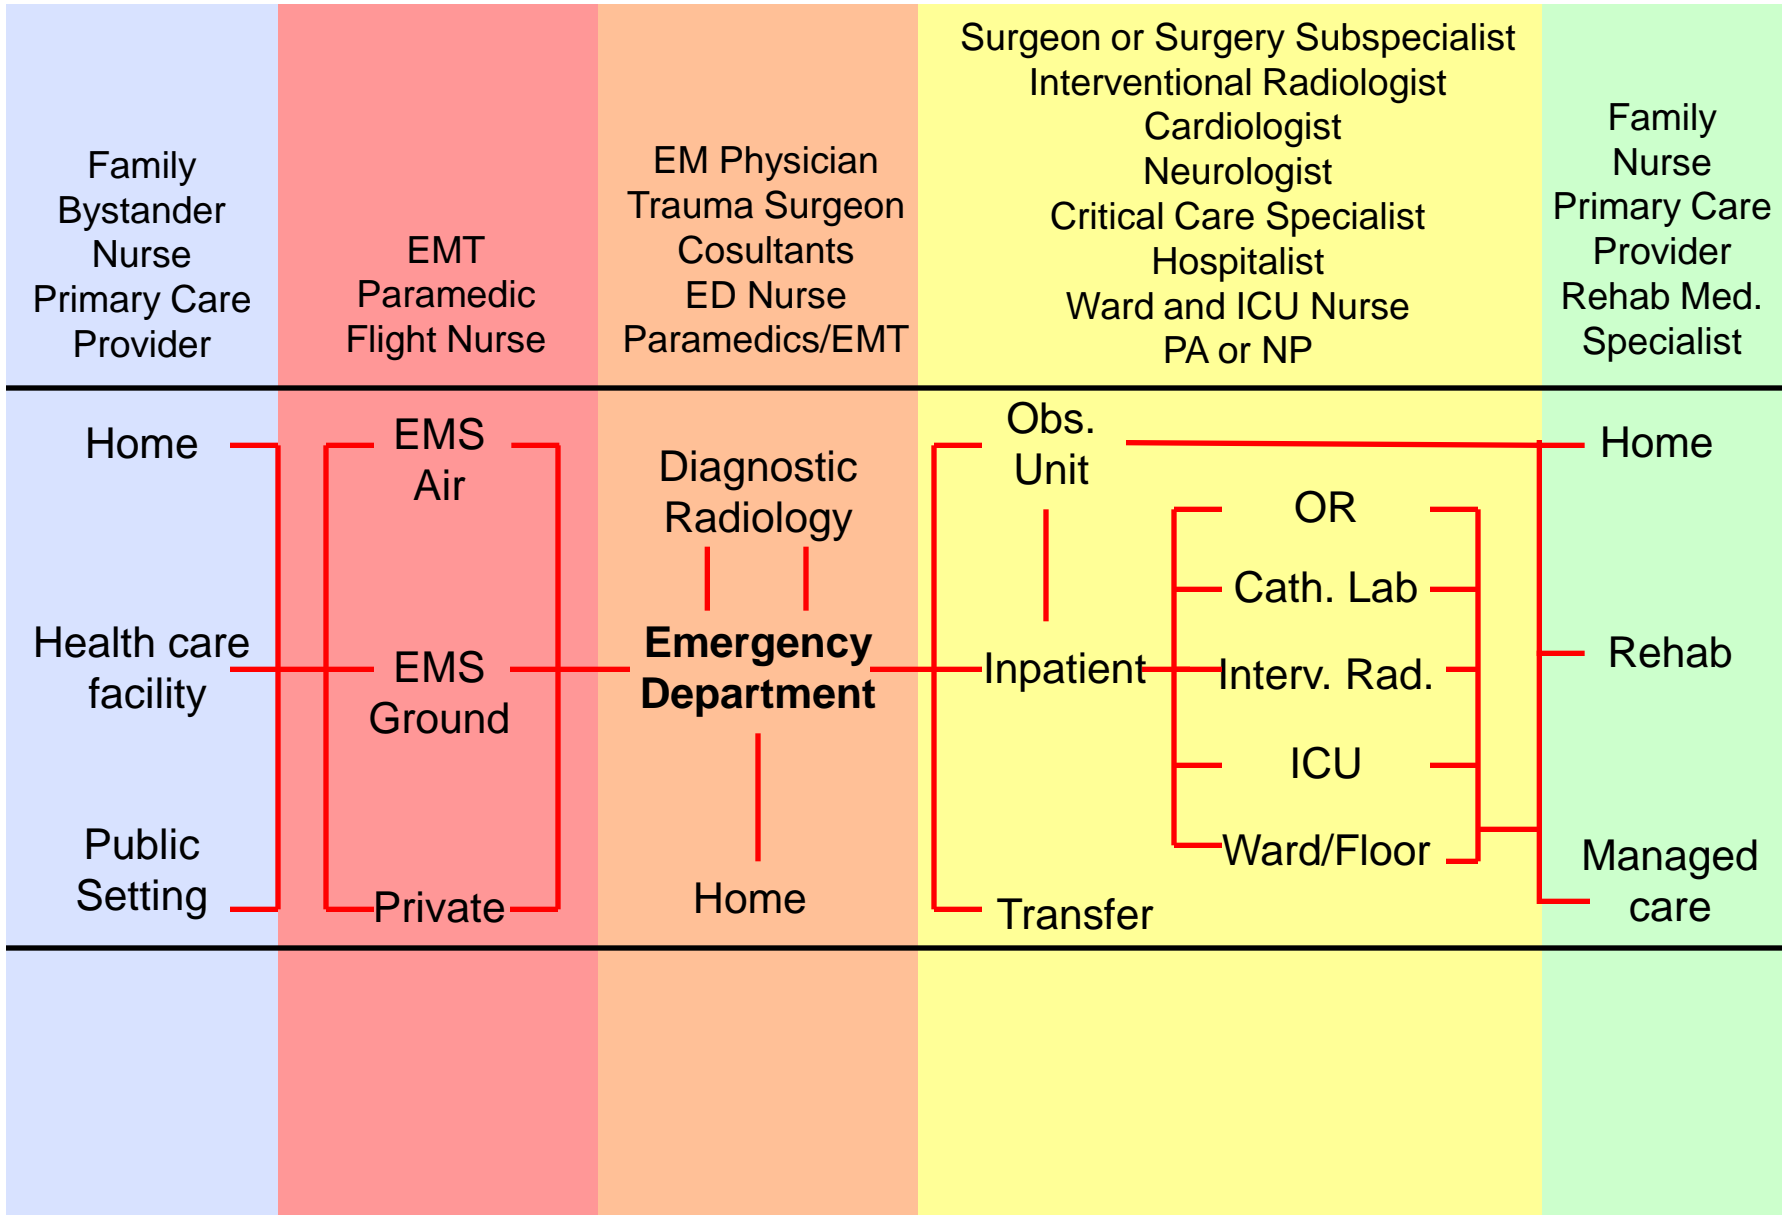 Family
Bystander
Nurse
Primary Care
Provider
EMT
Paramedic
Flight Nurse
EM Physician
Trauma Surgeon
Cosultants
ED Nurse
Paramedics/EMT
Surgeon or Surgery Subspecialist
Interventional Radiologist
Cardiologist
Neurologist
Critical Care Specialist
Hospitalist
Ward and ICU Nurse
PA or NP
Family
Nurse
Primary Care
Provider
Rehab Med.
Specialist
Home
Health care
facility
Public
Setting
EMS
Air
EMS
Ground
Private
Diagnostic
Radiology
Emergency
Department
Home
Obs.
Unit
Inpatient
Transfer
OR
Cath. Lab
Interv. Rad.
ICU
Ward/Floor
Home
Rehab
Managed
care